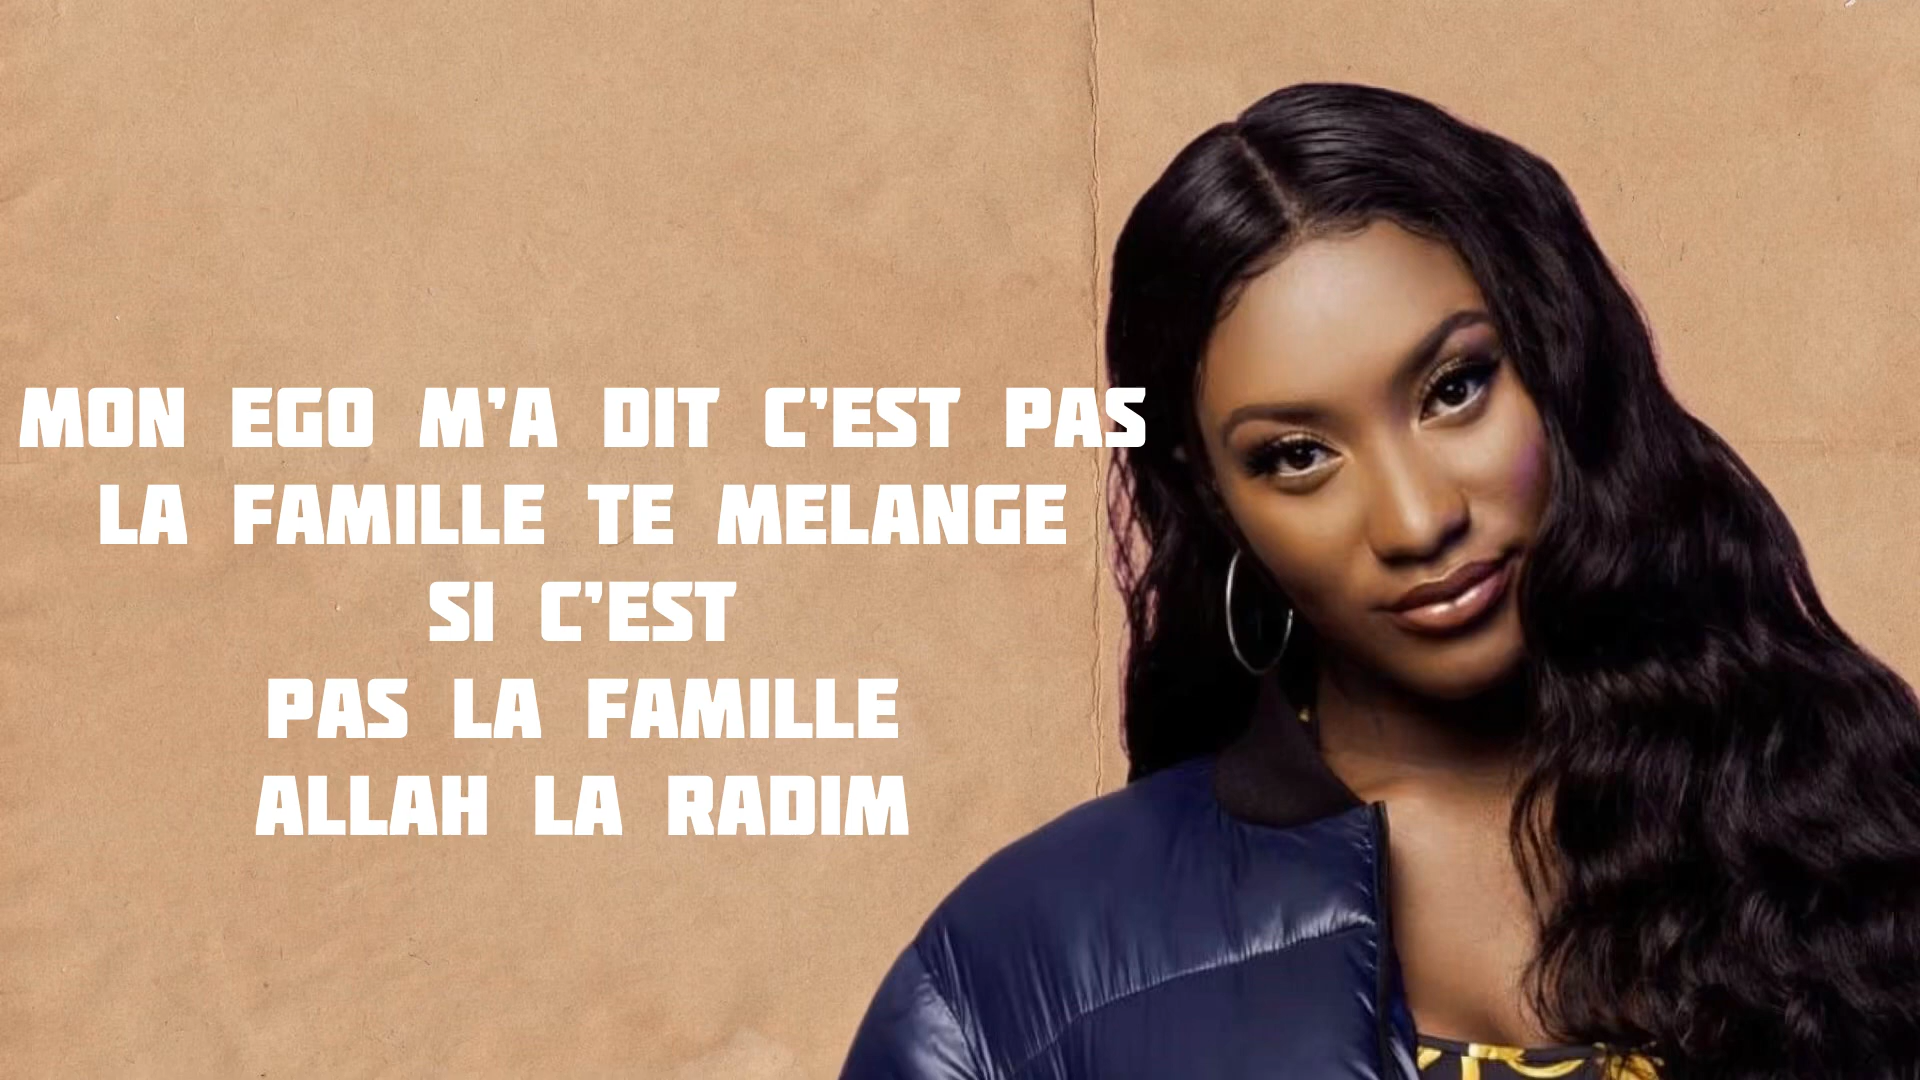 MON EGO M'A DIT C'EST PAS
LA FAMILLE TE MELANGE
SI C'EST
PAS LA FAMILLE
ALLAH LA RADIM